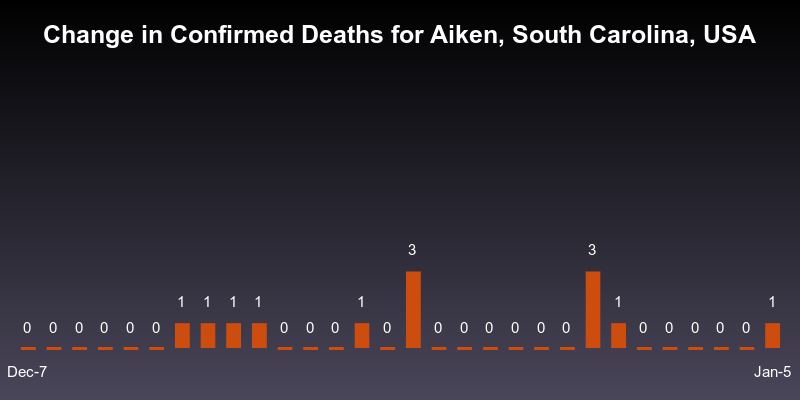 Change in Confirmed Deaths for Aiken, South Carolina, USA
3 3
1 1 1 1 1 1 1
0 0 0 0 0 0 0 0 0 0 0 0 0 0 0 0 0 0 0 0 0
Dec-7 Jan-5